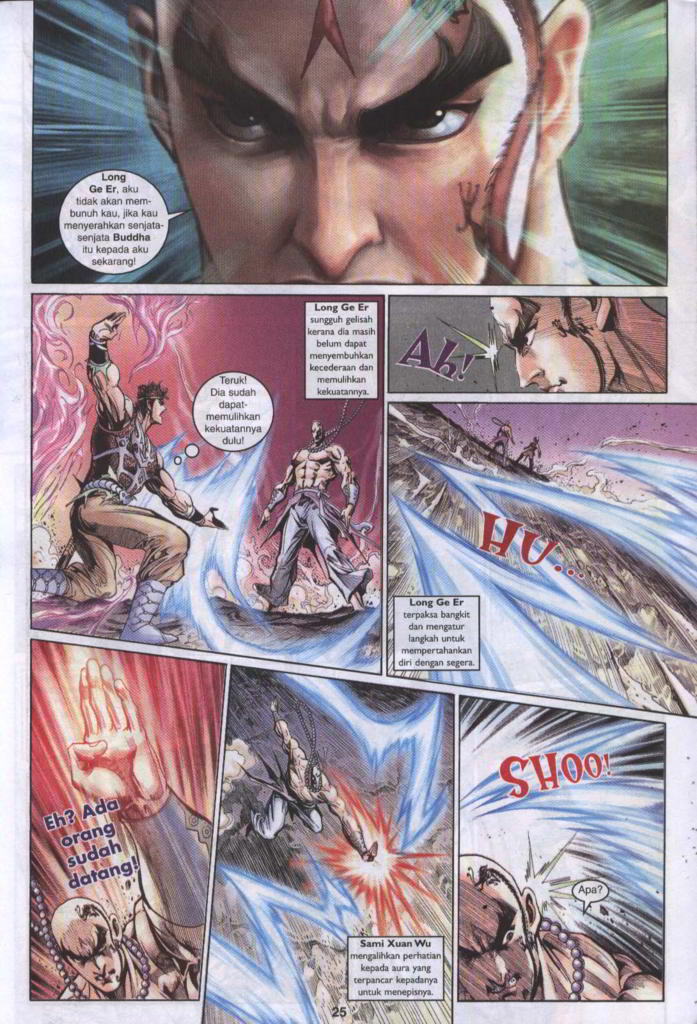 Long
Ge Er, aku
tidak akan mem-
bunuh kau, jika kau
menyerahkan senjata-
senjata Buddha
itu kepada aku
sekarang!
Long Ge Er
sungguh gelisah
kerana dia masih
belum dapat
menyembuhkan
kecederaan dan
memulihkan
kekuatannya.
Teruk!
Dia sudah
dapat-
memulihkan
kekuatannya
dulu!
Ah!
HU...
Long Ge Er
terpaksa bangkit
dan mengatur
langkah untuk
mempertahankan
diri dengan segera.
Eh? Ada
orang
sudah
datang!
Sami Xuan Wu
mengalihkan perhatian
kepada aura yang
terpancar kepadanya
untuk menepisnya.
SHOO!
Apa?
25